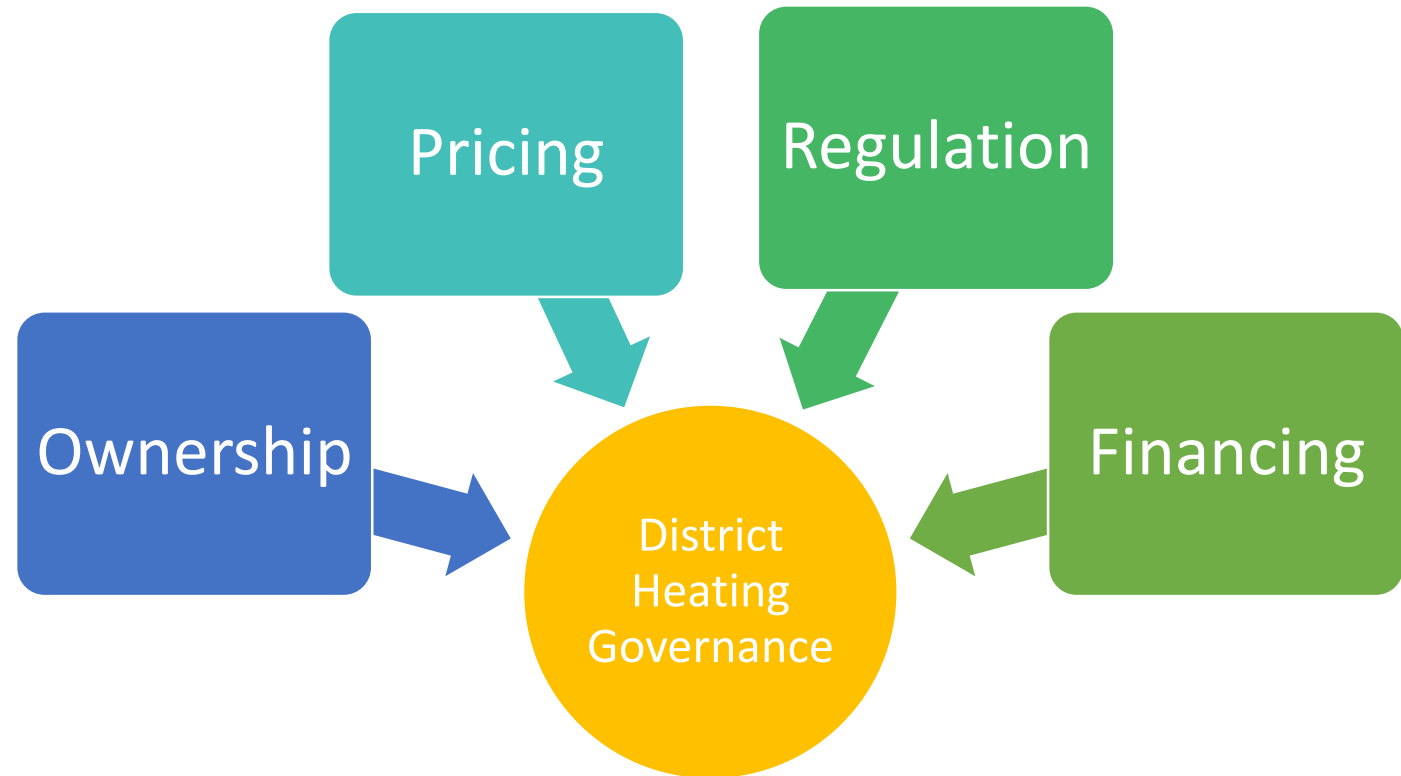 Pricing
Regulation
Ownership
Financing
District
Heating
Governance